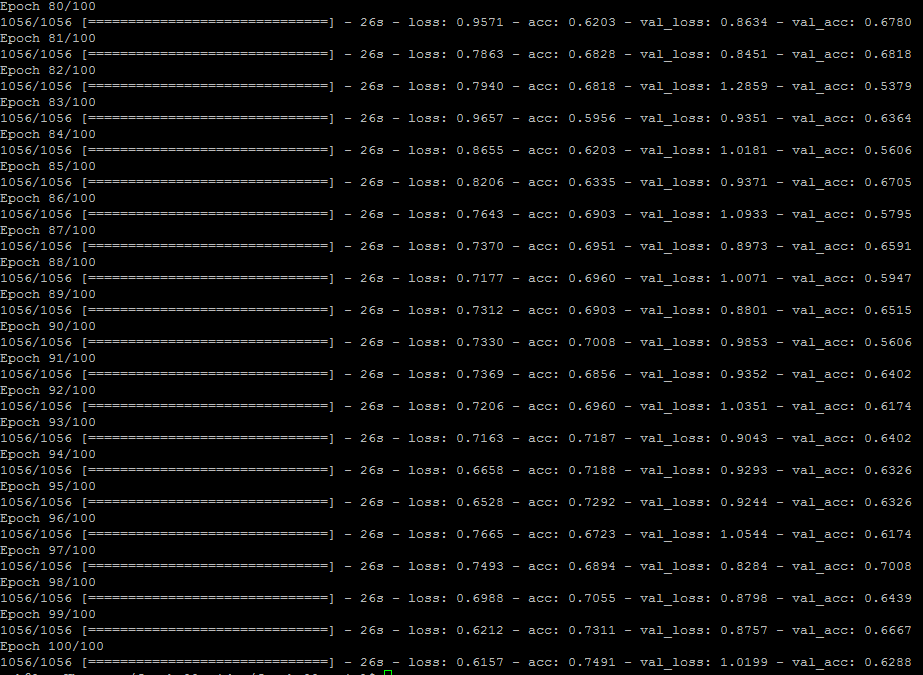 Epoch 80/100
1056/1056 [==============================] - 26s - loss: 0.9571 - acc: 0.6203 - val_loss: 0.8634 - val_acc: 0.6780
Epoch 81/100
1056/1056 [==============================] - 26s - loss: 0.7863 - acc: 0.6828 - val_loss: 0.8451 - val_acc: 0.6818
Epoch 82/100
1056/1056 [==============================] - 26s - loss: 0.7940 - acc: 0.6818 - val_loss: 1.2859 - val_acc: 0.5379
Epoch 83/100
1056/1056 [==============================] - 26s - loss: 0.9657 - acc: 0.5956 - val_loss: 0.9351 - val_acc: 0.6364
Epoch 84/100
1056/1056 [==============================] - 26s - loss: 0.8655 - acc: 0.6203 - val_loss: 1.0181 - val_acc: 0.5606
Epoch 85/100
1056/1056 [==============================] - 26s - loss: 0.8206 - acc: 0.6335 - val_loss: 0.9371 - val_acc: 0.6705
Epoch 86/100
1056/1056 [==============================] - 26s - loss: 0.7643 - acc: 0.6903 - val_loss: 1.0933 - val_acc: 0.5795
Epoch 87/100
1056/1056 [==============================] - 26s - loss: 0.7370 - acc: 0.6951 - val_loss: 0.8973 - val_acc: 0.6591
Epoch 88/100
1056/1056 [==============================] - 26s - loss: 0.7177 - acc: 0.6960 - val_loss: 1.0071 - val_acc: 0.5947
Epoch 89/100
1056/1056 [==============================] - 26s - loss: 0.7312 - acc: 0.6903 - val_loss: 0.8801 - val_acc: 0.6515
Epoch 90/100
1056/1056 [==============================] - 26s - loss: 0.7330 - acc: 0.7008 - val_loss: 0.9853 - val_acc: 0.5606
Epoch 91/100
1056/1056 [==============================] - 26s - loss: 0.7369 - acc: 0.6856 - val_loss: 0.9352 - val_acc: 0.6402
Epoch 92/100
1056/1056 [==============================] - 26s - loss: 0.7206 - acc: 0.6960 - val_loss: 1.0351 - val_acc: 0.6174
Epoch 93/100
1056/1056 [==============================] - 26s - loss: 0.7163 - acc: 0.7187 - val_loss: 0.9043 - val_acc: 0.6402
Epoch 94/100
1056/1056 [==============================] - 26s - loss: 0.6658 - acc: 0.7188 - val_loss: 0.9293 - val_acc: 0.6326
Epoch 95/100
1056/1056 [==============================] - 26s - loss: 0.6528 - acc: 0.7292 - val_loss: 0.9244 - val_acc: 0.6326
Epoch 96/100
1056/1056 [==============================] - 26s - loss: 0.7665 - acc: 0.6723 - val_loss: 1.0544 - val_acc: 0.6174
Epoch 97/100
1056/1056 [==============================] - 26s - loss: 0.7493 - acc: 0.6894 - val_loss: 0.8284 - val_acc: 0.7008
Epoch 98/100
1056/1056 [==============================] - 26s - loss: 0.6988 - acc: 0.7055 - val_loss: 0.8798 - val_acc: 0.6439
Epoch 99/100
1056/1056 [==============================] - 26s - loss: 0.6212 - acc: 0.7311 - val_loss: 0.8757 - val_acc: 0.6667
Epoch 100/100
1056/1056 [==============================] - 26s - loss: 0.6157 - acc: 0.7491 - val_loss: 1.0199 - val_acc: 0.6288